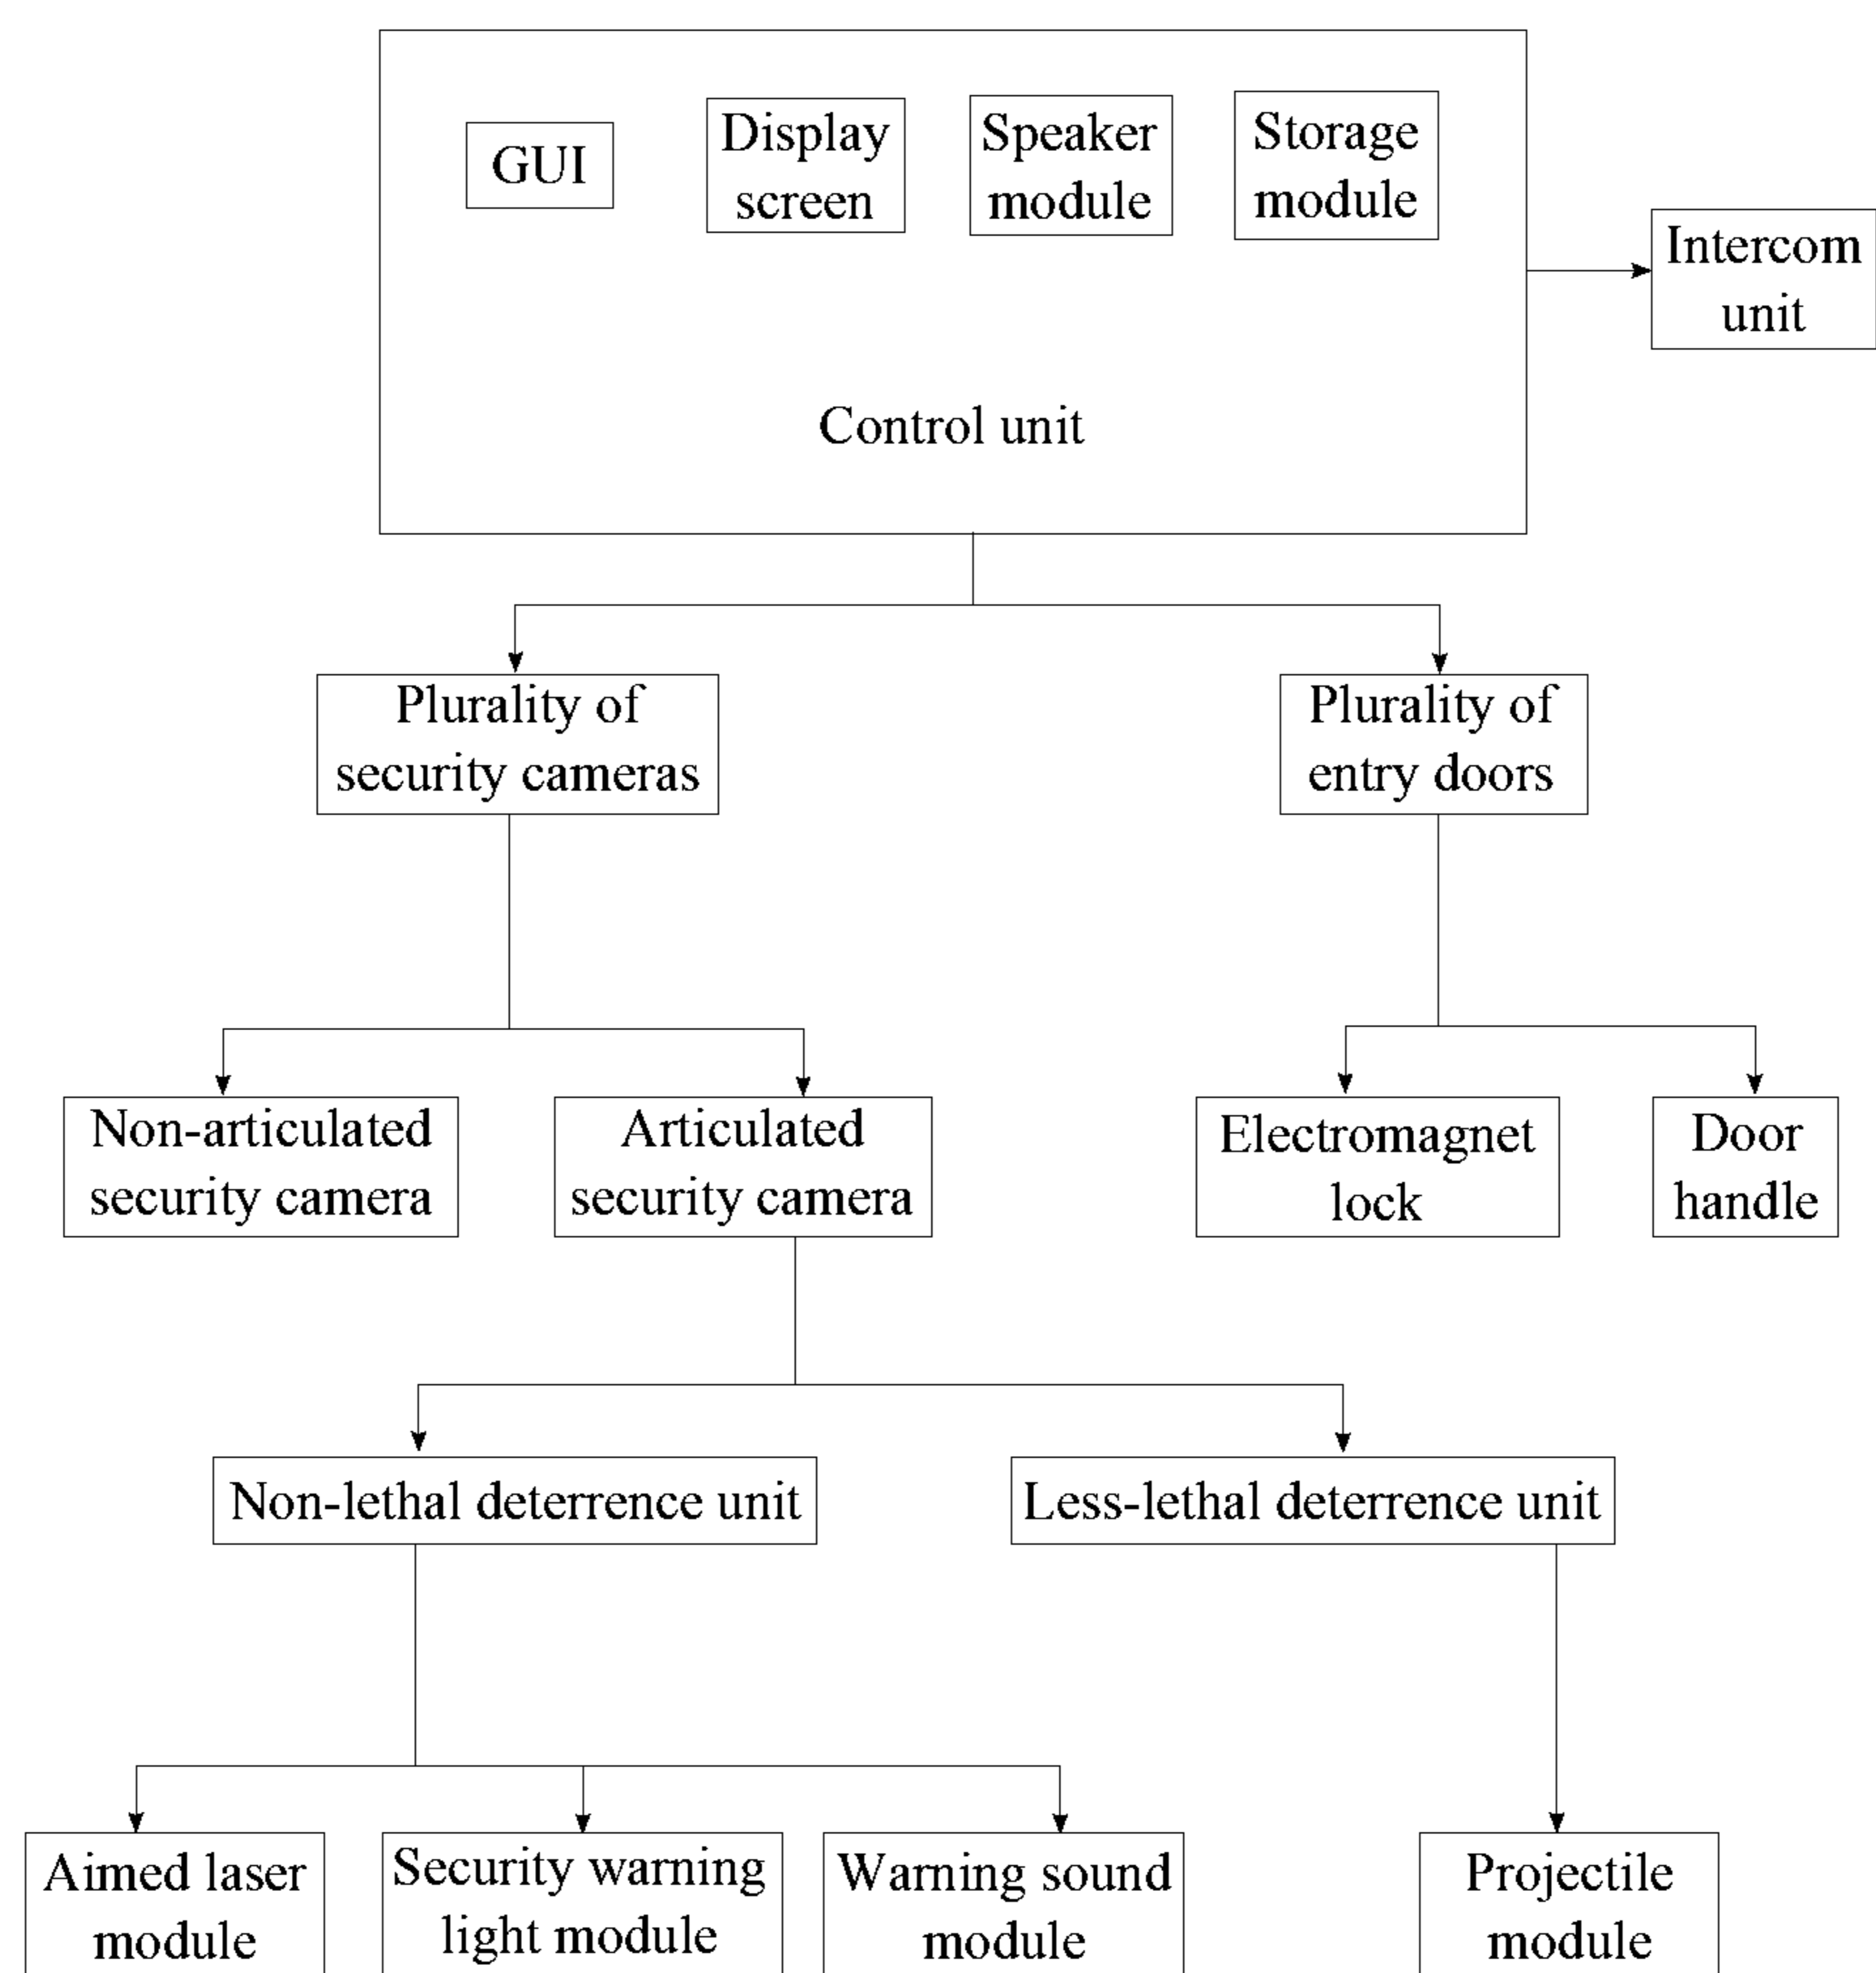 GUI
Display
screen
Speaker
module
Storage
module
Intercom
unit
Control unit
Plurality of
security cameras
Plurality of
entry doors
Non-articulated
security camera
Articulated
security camera
Electromagnet
lock
Door
handle
Non-lethal deterrence unit
Less-lethal deterrence unit
Aimed laser
module
Security warning
light module
Warning sound
module
Projectile
module